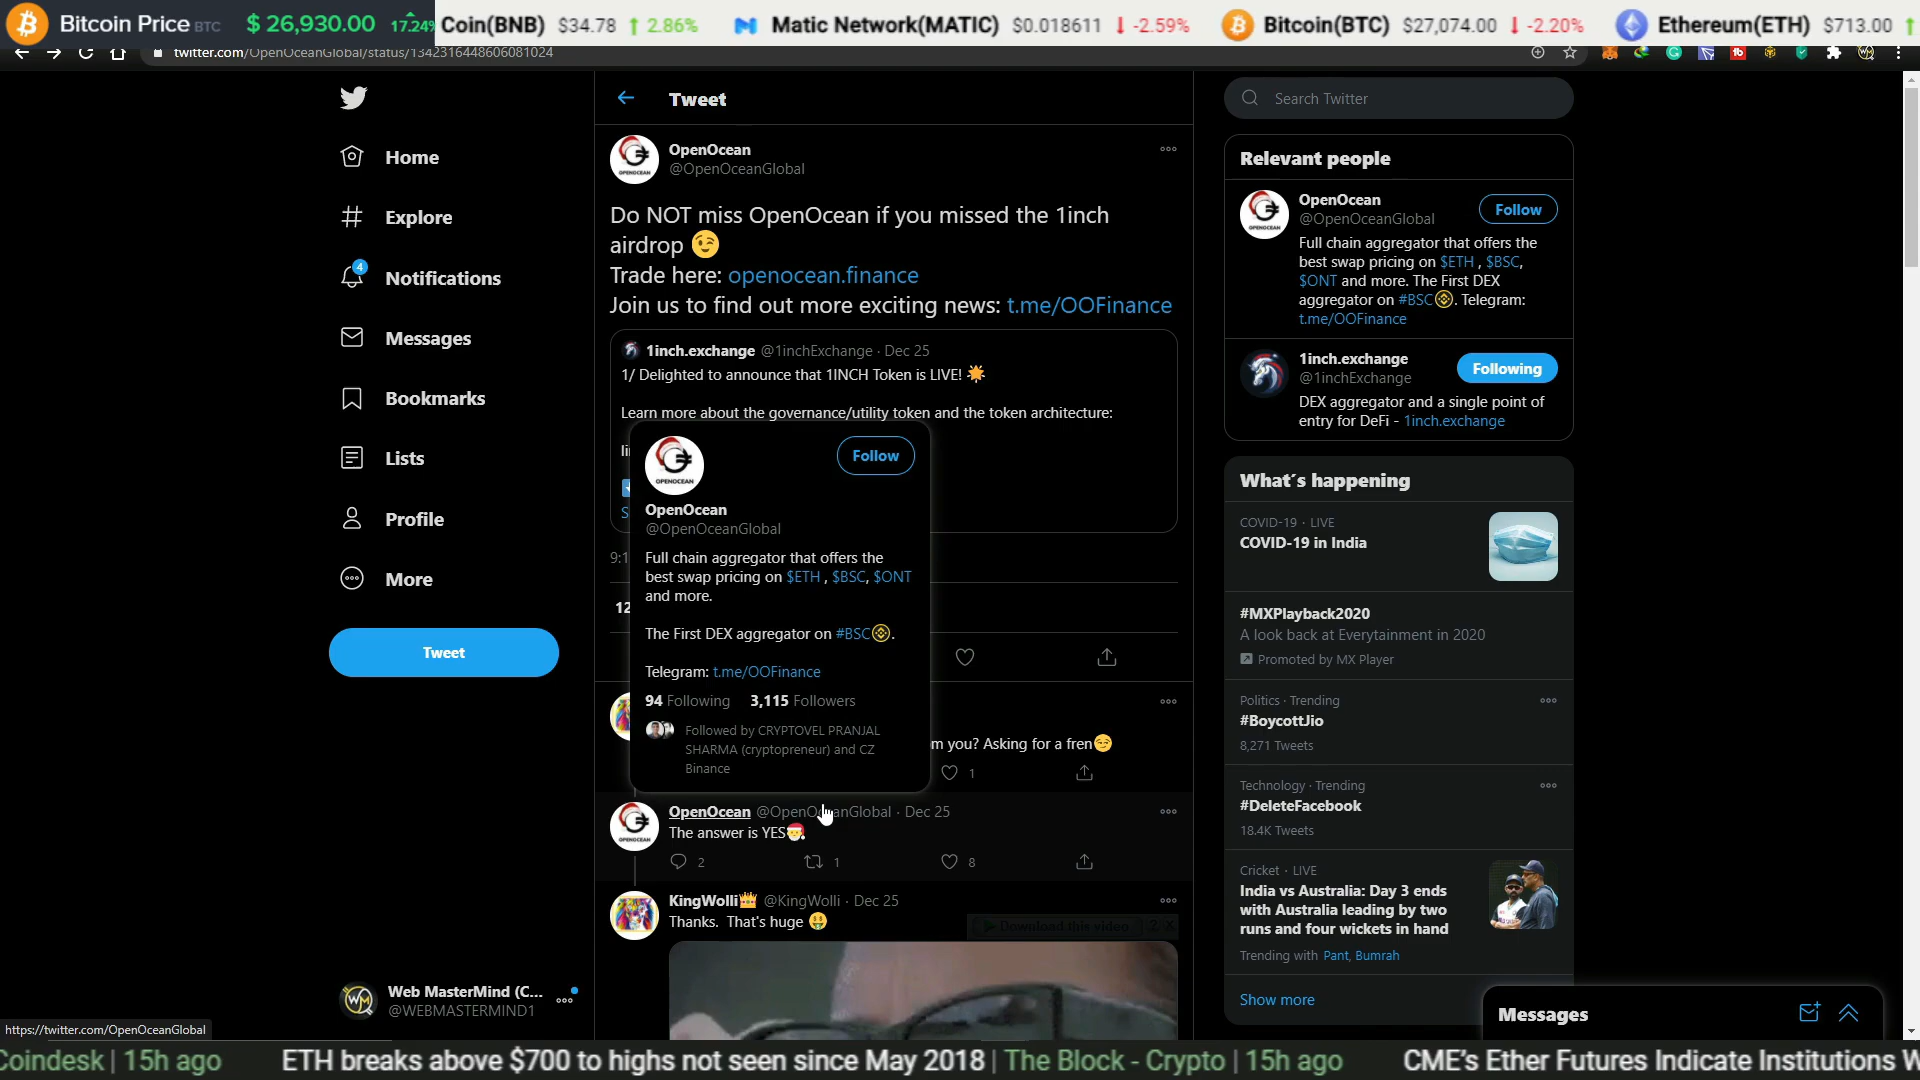 Bitcoin Price BTC $ 26,930.00 17.24%
Coin(BNB) $34.78 ↑ 2.86% Matic Network(MATIC) $0.018611 ↓ -2.59% Bitcoin(BTC) $27,074.00 ↓ -2.20% Ethereum(ETH) $713.00 ↑
twitter.com/OpenOceanGlobal/status/1342316448606081024
Home
Explore
4
Notifications
Messages
Bookmarks
Lists
Profile
More
Tweet
Web MasterMind (C...
@WEBMASTERMIND1
https://twitter.com/OpenOceanGlobal
Tweet
OPENOCEAN
OpenOcean
@OpenOceanGlobal
Do NOT miss OpenOcean if you missed the 1inch
airdrop 😉
Trade here: openocean.finance
Join us to find out more exciting news: t.me/OOFinance
1inch.exchange @1inchExchange · Dec 25
1/ Delighted to announce that 1INCH Token is LIVE! 🌟
Learn more about the governance/utility token and the token architecture:
OPENOCEAN
Follow
OpenOcean
@OpenOceanGlobal
Full chain aggregator that offers the
best swap pricing on $ETH , $BSC, $ONT
and more.
The First DEX aggregator on #BSC.
Telegram: t.me/OOFinance
94 Following 3,115 Followers
Followed by CRYPTOVEL PRANJAL
SHARMA (cryptopreneur) and CZ
Binance
m you? Asking for a fren😏
1
OPENOCEAN
OpenOcean @OpenOceanGlobal · Dec 25
The answer is YES🎅
2 1 8
KingWolli👑 @KingWolli · Dec 25
Thanks. That's huge 🤑
Download this video ? X
Search Twitter
Relevant people
OPENOCEAN
OpenOcean
@OpenOceanGlobal
Follow
Full chain aggregator that offers the
best swap pricing on $ETH , $BSC,
$ONT and more. The First DEX
aggregator on #BSC. Telegram:
t.me/OOFinance
1inch.exchange
@1inchExchange
Following
DEX aggregator and a single point of
entry for DeFi - 1inch.exchange
What's happening
COVID-19 · LIVE
COVID-19 in India
#MXPlayback2020
A look back at Everytainment in 2020
Promoted by MX Player
Politics · Trending
#BoycottJio
8,271 Tweets
Technology · Trending
#DeleteFacebook
18.4K Tweets
Cricket · LIVE
India vs Australia: Day 3 ends
with Australia leading by two
runs and four wickets in hand
Trending with Pant, Bumrah
Show more
Messages
Coindesk | 15h ago ETH breaks above $700 to highs not seen since May 2018 | The Block - Crypto | 15h ago CME's Ether Futures Indicate Institutions W